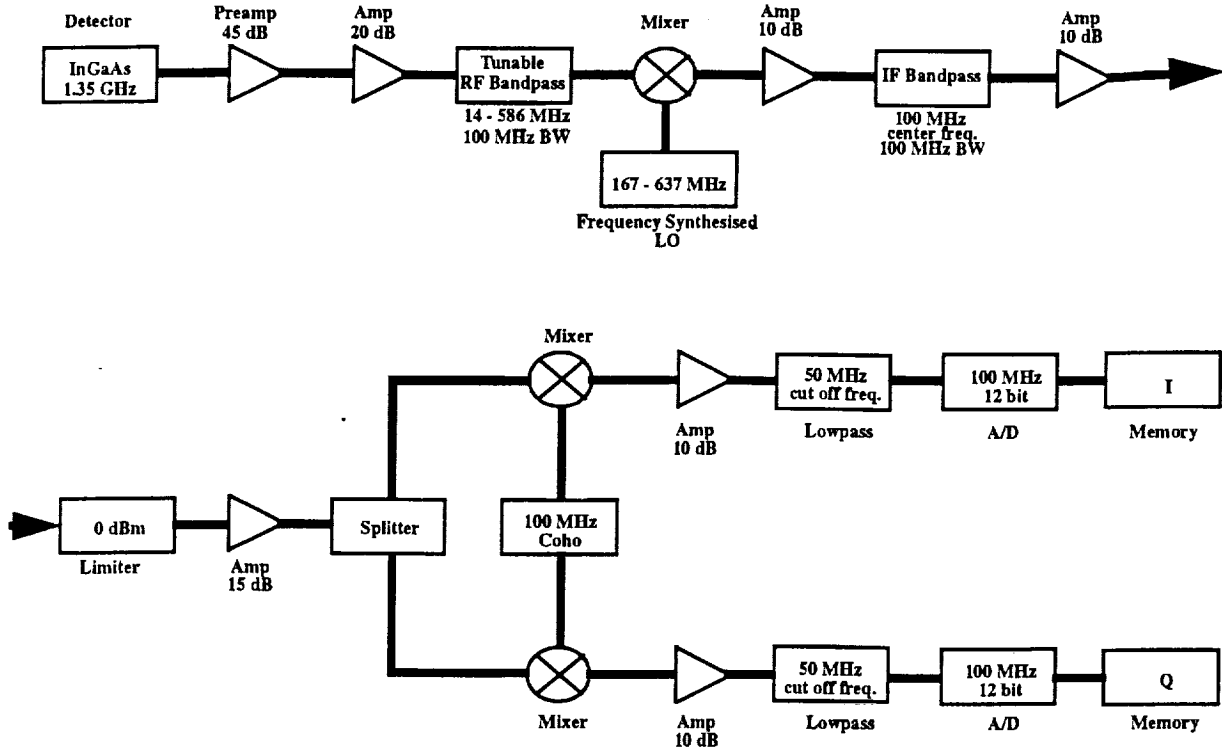 Detector
InGaAs
1.35 GHz
Preamp
45 dB
Amp
20 dB
Tunable
RF Bandpass
14 - 586 MHz
100 MHz BW
Mixer
167 - 637 MHz
Frequency Synthesised
LO
Amp
10 dB
IF Bandpass
100 MHz
center freq.
100 MHz BW
Amp
10 dB
0 dBm
Limiter
Amp
15 dB
Splitter
Mixer
100 MHz
Coho
Mixer
Amp
10 dB
50 MHz
cut off freq.
Lowpass
100 MHz
12 bit
A/D
I
Memory
Amp
10 dB
50 MHz
cut off freq.
Lowpass
100 MHz
12 bit
A/D
Q
Memory